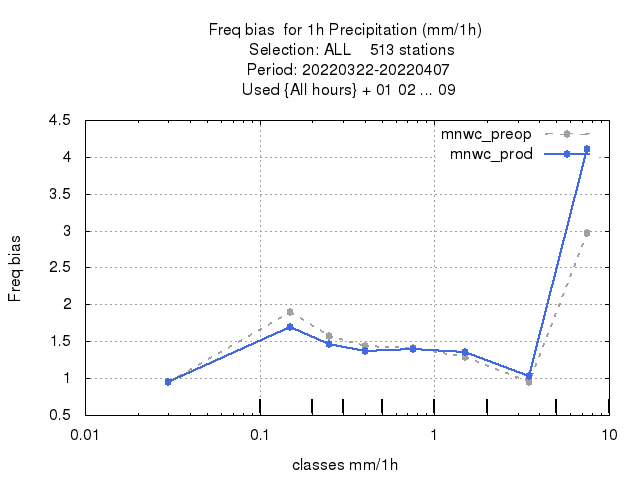 Freq bias  for 1h Precipitation (mm/1h)
Selection: ALL    513 stations
Period: 20220322-20220407
Used {All hours} + 01 02 ... 09
mnwc_preop
mnwc_prod
4.5
4
3.5
3
2.5
2
1.5
1
0.5
Freq bias
0.01 0.1 1 10
classes mm/1h